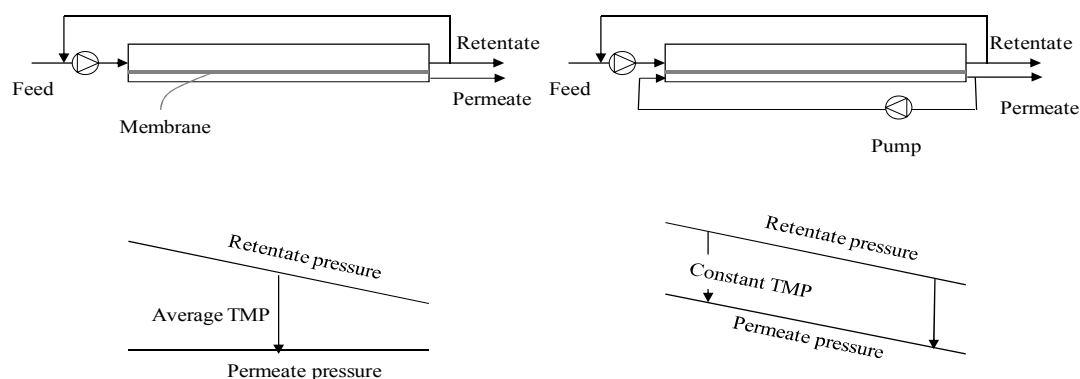 Retentate
Feed
Permeate
Membrane
Retentate
Feed
Permeate
Pump
Retentate pressure
Average TMP
Permeate pressure
Retentate pressure
Constant TMP
Permeate pressure